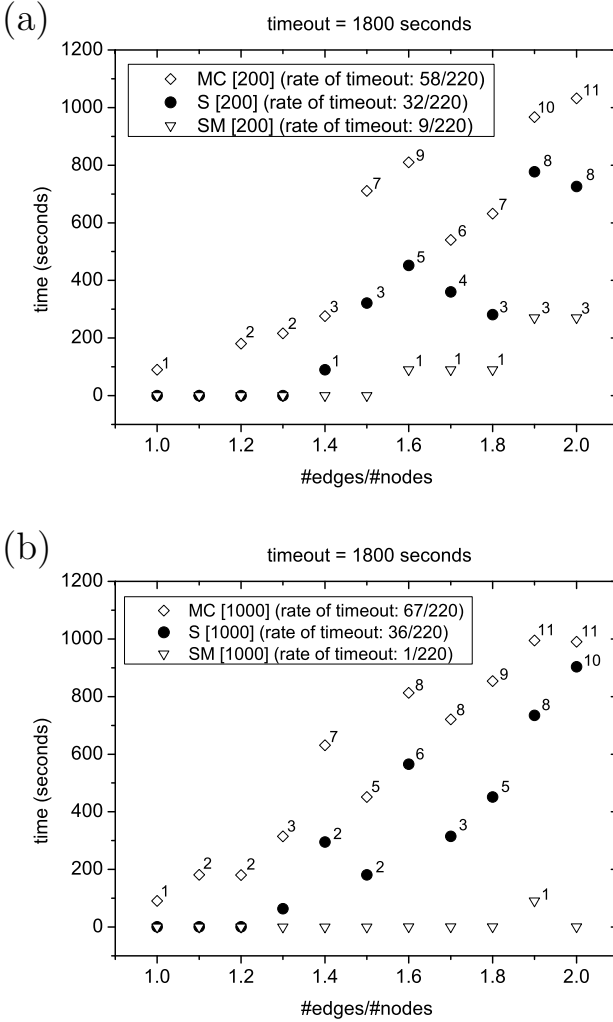 (a)
timeout = 1800 seconds
1200
MC [200] (rate of timeout: 58/220)
S [200] (rate of timeout: 32/220)
SM [200] (rate of timeout: 9/220)
1000
800
600
400
200
0
time (seconds)
1 2 2 3 7 9 6 7 10 11
1 3 5 4 3 8 8
1 1 1 3 3
1.0 1.2 1.4 1.6 1.8 2.0
#edges/#nodes
(b)
timeout = 1800 seconds
1200
MC [1000] (rate of timeout: 67/220)
S [1000] (rate of timeout: 36/220)
SM [1000] (rate of timeout: 1/220)
1000
800
600
400
200
0
time (seconds)
1 2 2 3 7 5 8 8 9 11 11
2 2 6 3 5 8 10
1
1.0 1.2 1.4 1.6 1.8 2.0
#edges/#nodes